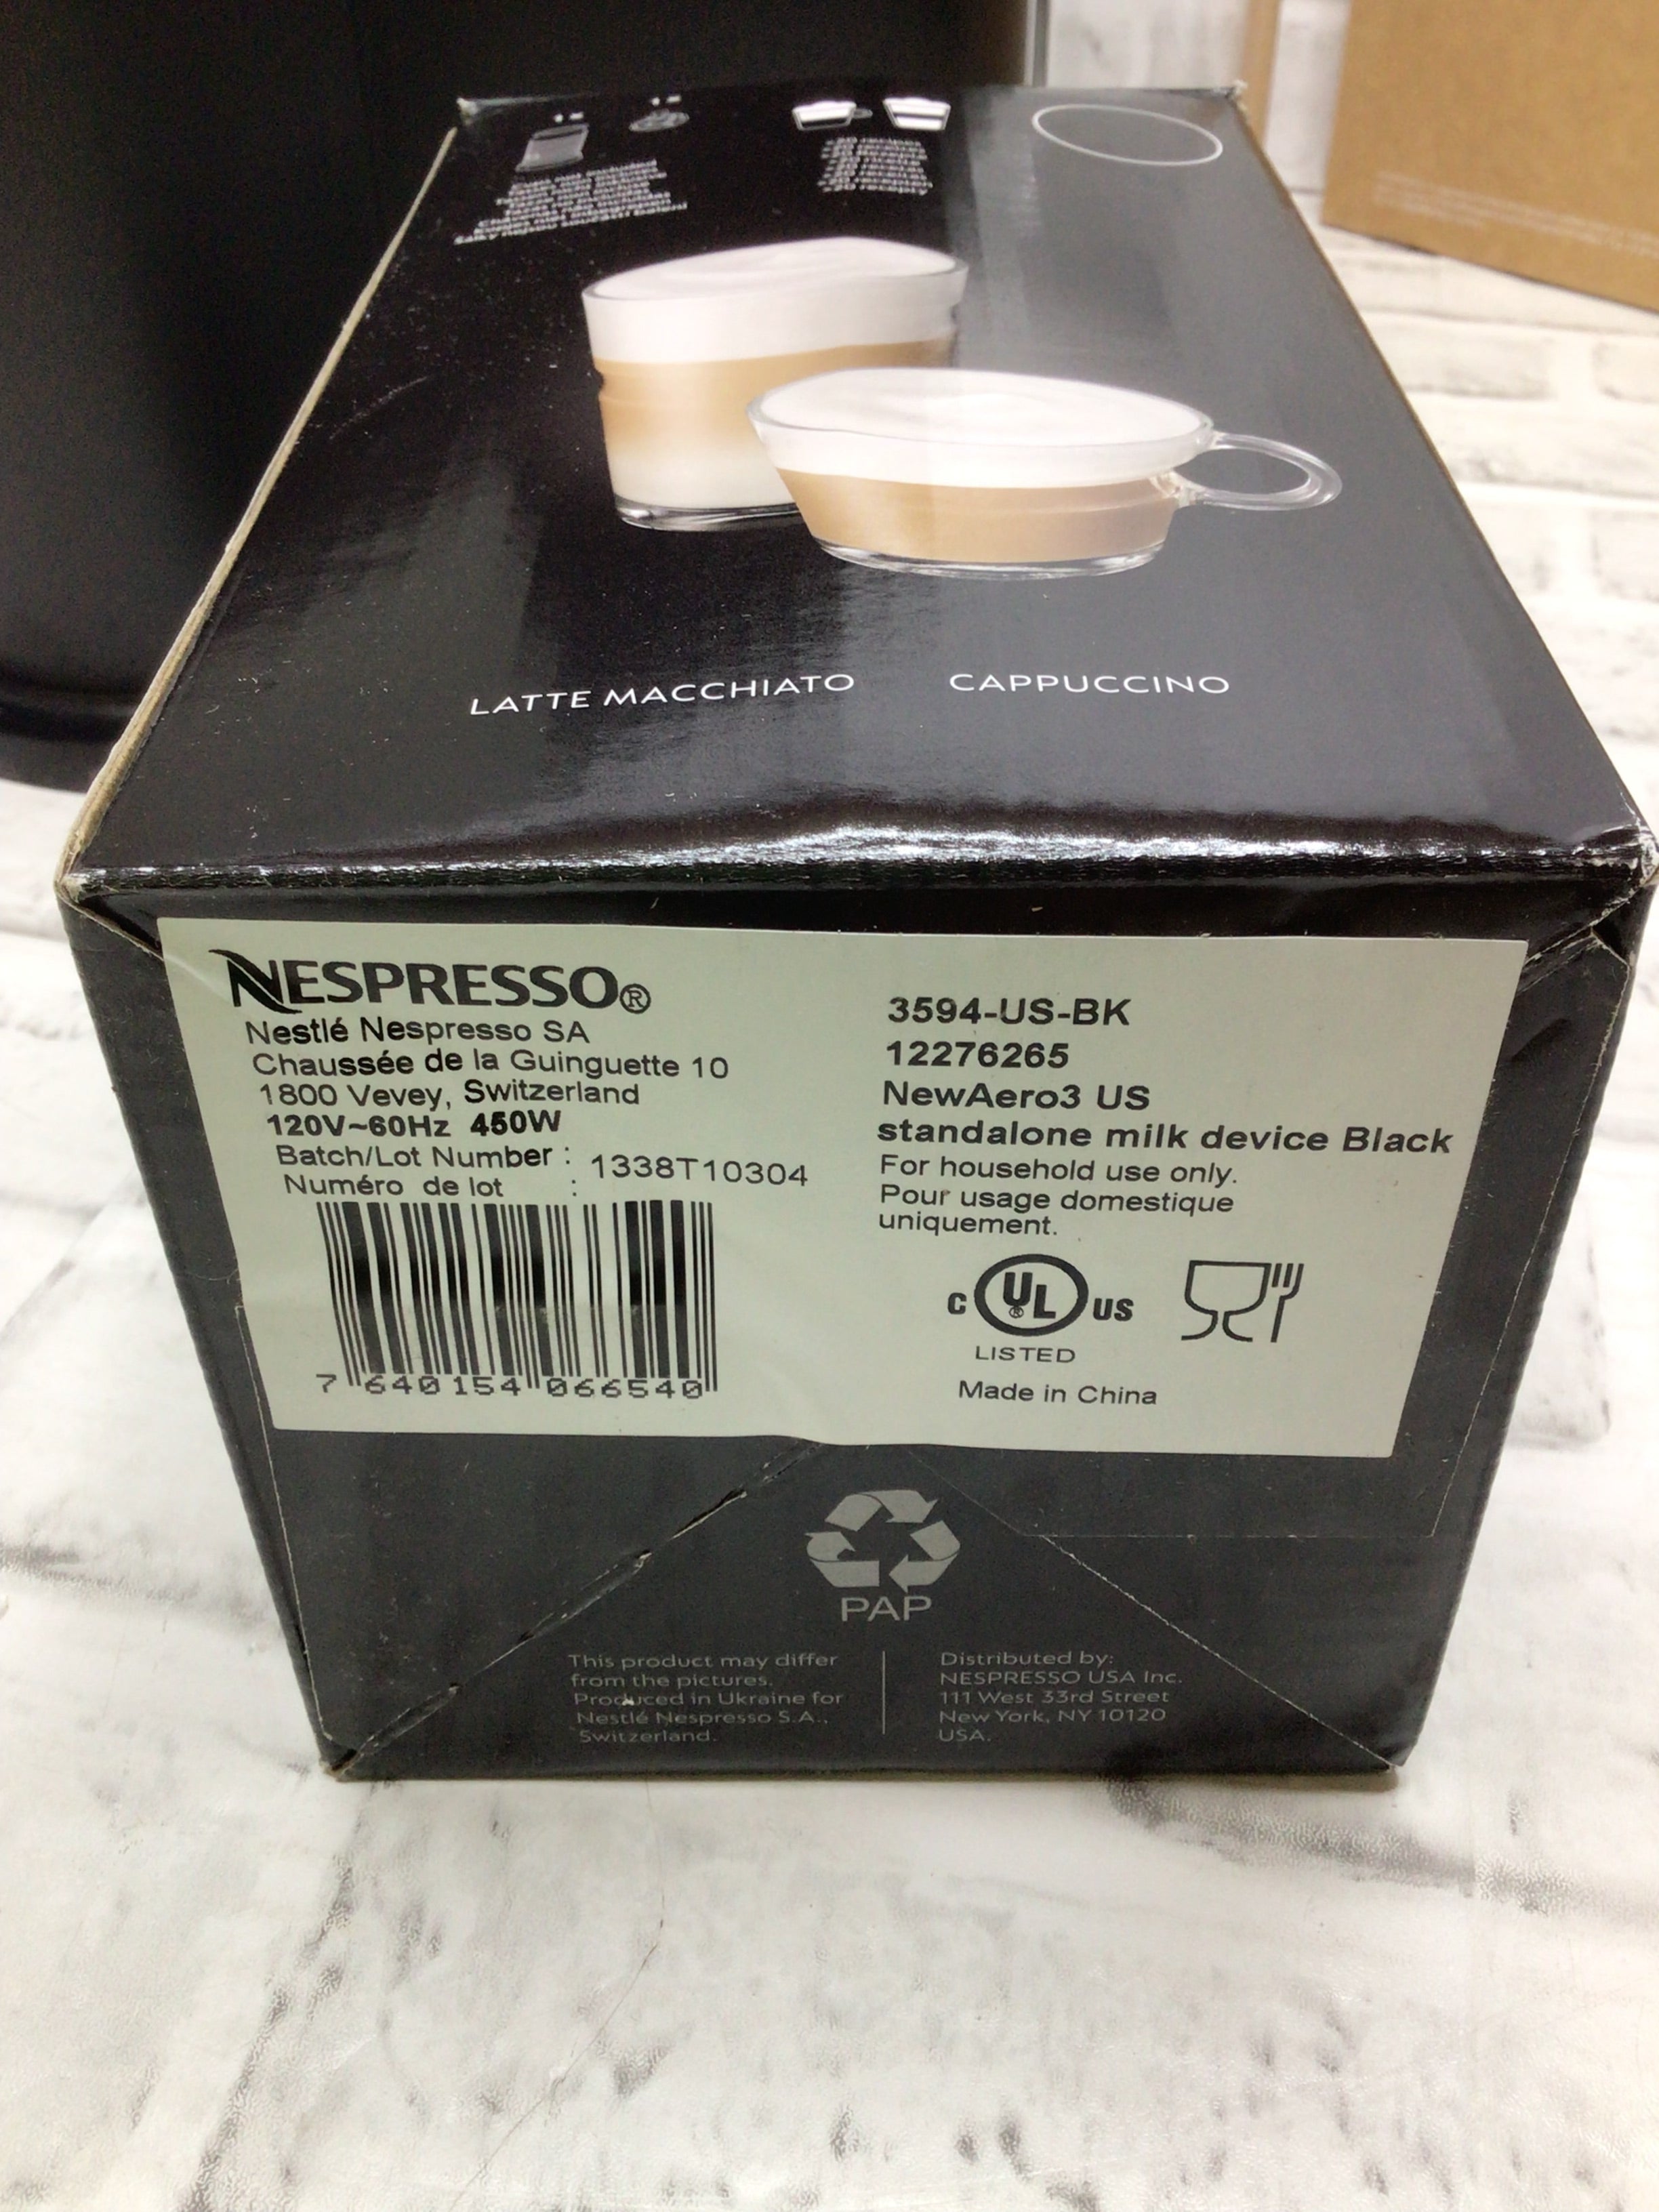 LATTE MACCHIATO
CAPPUCCINO
NESPRESSO®
Nestlé Nespresso SA
Chaussée de la Guinguette 10
1800 Vevey, Switzerland
120V~60Hz 450W
Batch/Lot Number : 1338T10304
Numéro de lot :
7 640154 066540
3594-US-BK
12276265
NewAero3 US
standalone milk device Black
For household use only.
Pour usage domestique
uniquement.
C UL® US
LISTED
Made in China
PAP
This product may differ
from the pictures.
Produced in Ukraine for
Nestlé Nespresso S.A.,
Switzerland.
Distributed by:
NESPRESSO USA Inc.
111 West 33rd Street
New York, NY 10120
USA.